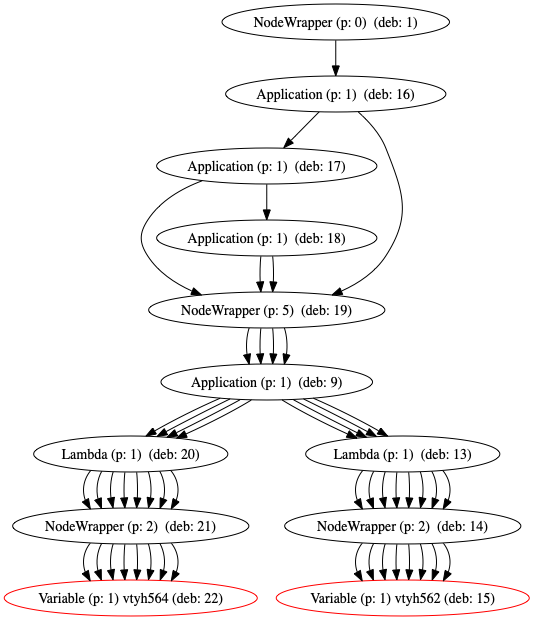 NodeWrapper (p: 0)  (deb: 1)
Application (p: 1)  (deb: 16)
Application (p: 1)  (deb: 17)
Application (p: 1)  (deb: 18)
NodeWrapper (p: 5)  (deb: 19)
Application (p: 1)  (deb: 9)
Lambda (p: 1)  (deb: 20)
Lambda (p: 1)  (deb: 13)
NodeWrapper (p: 2)  (deb: 21)
NodeWrapper (p: 2)  (deb: 14)
Variable (p: 1) vtyh564 (deb: 22)
Variable (p: 1) vtyh562 (deb: 15)